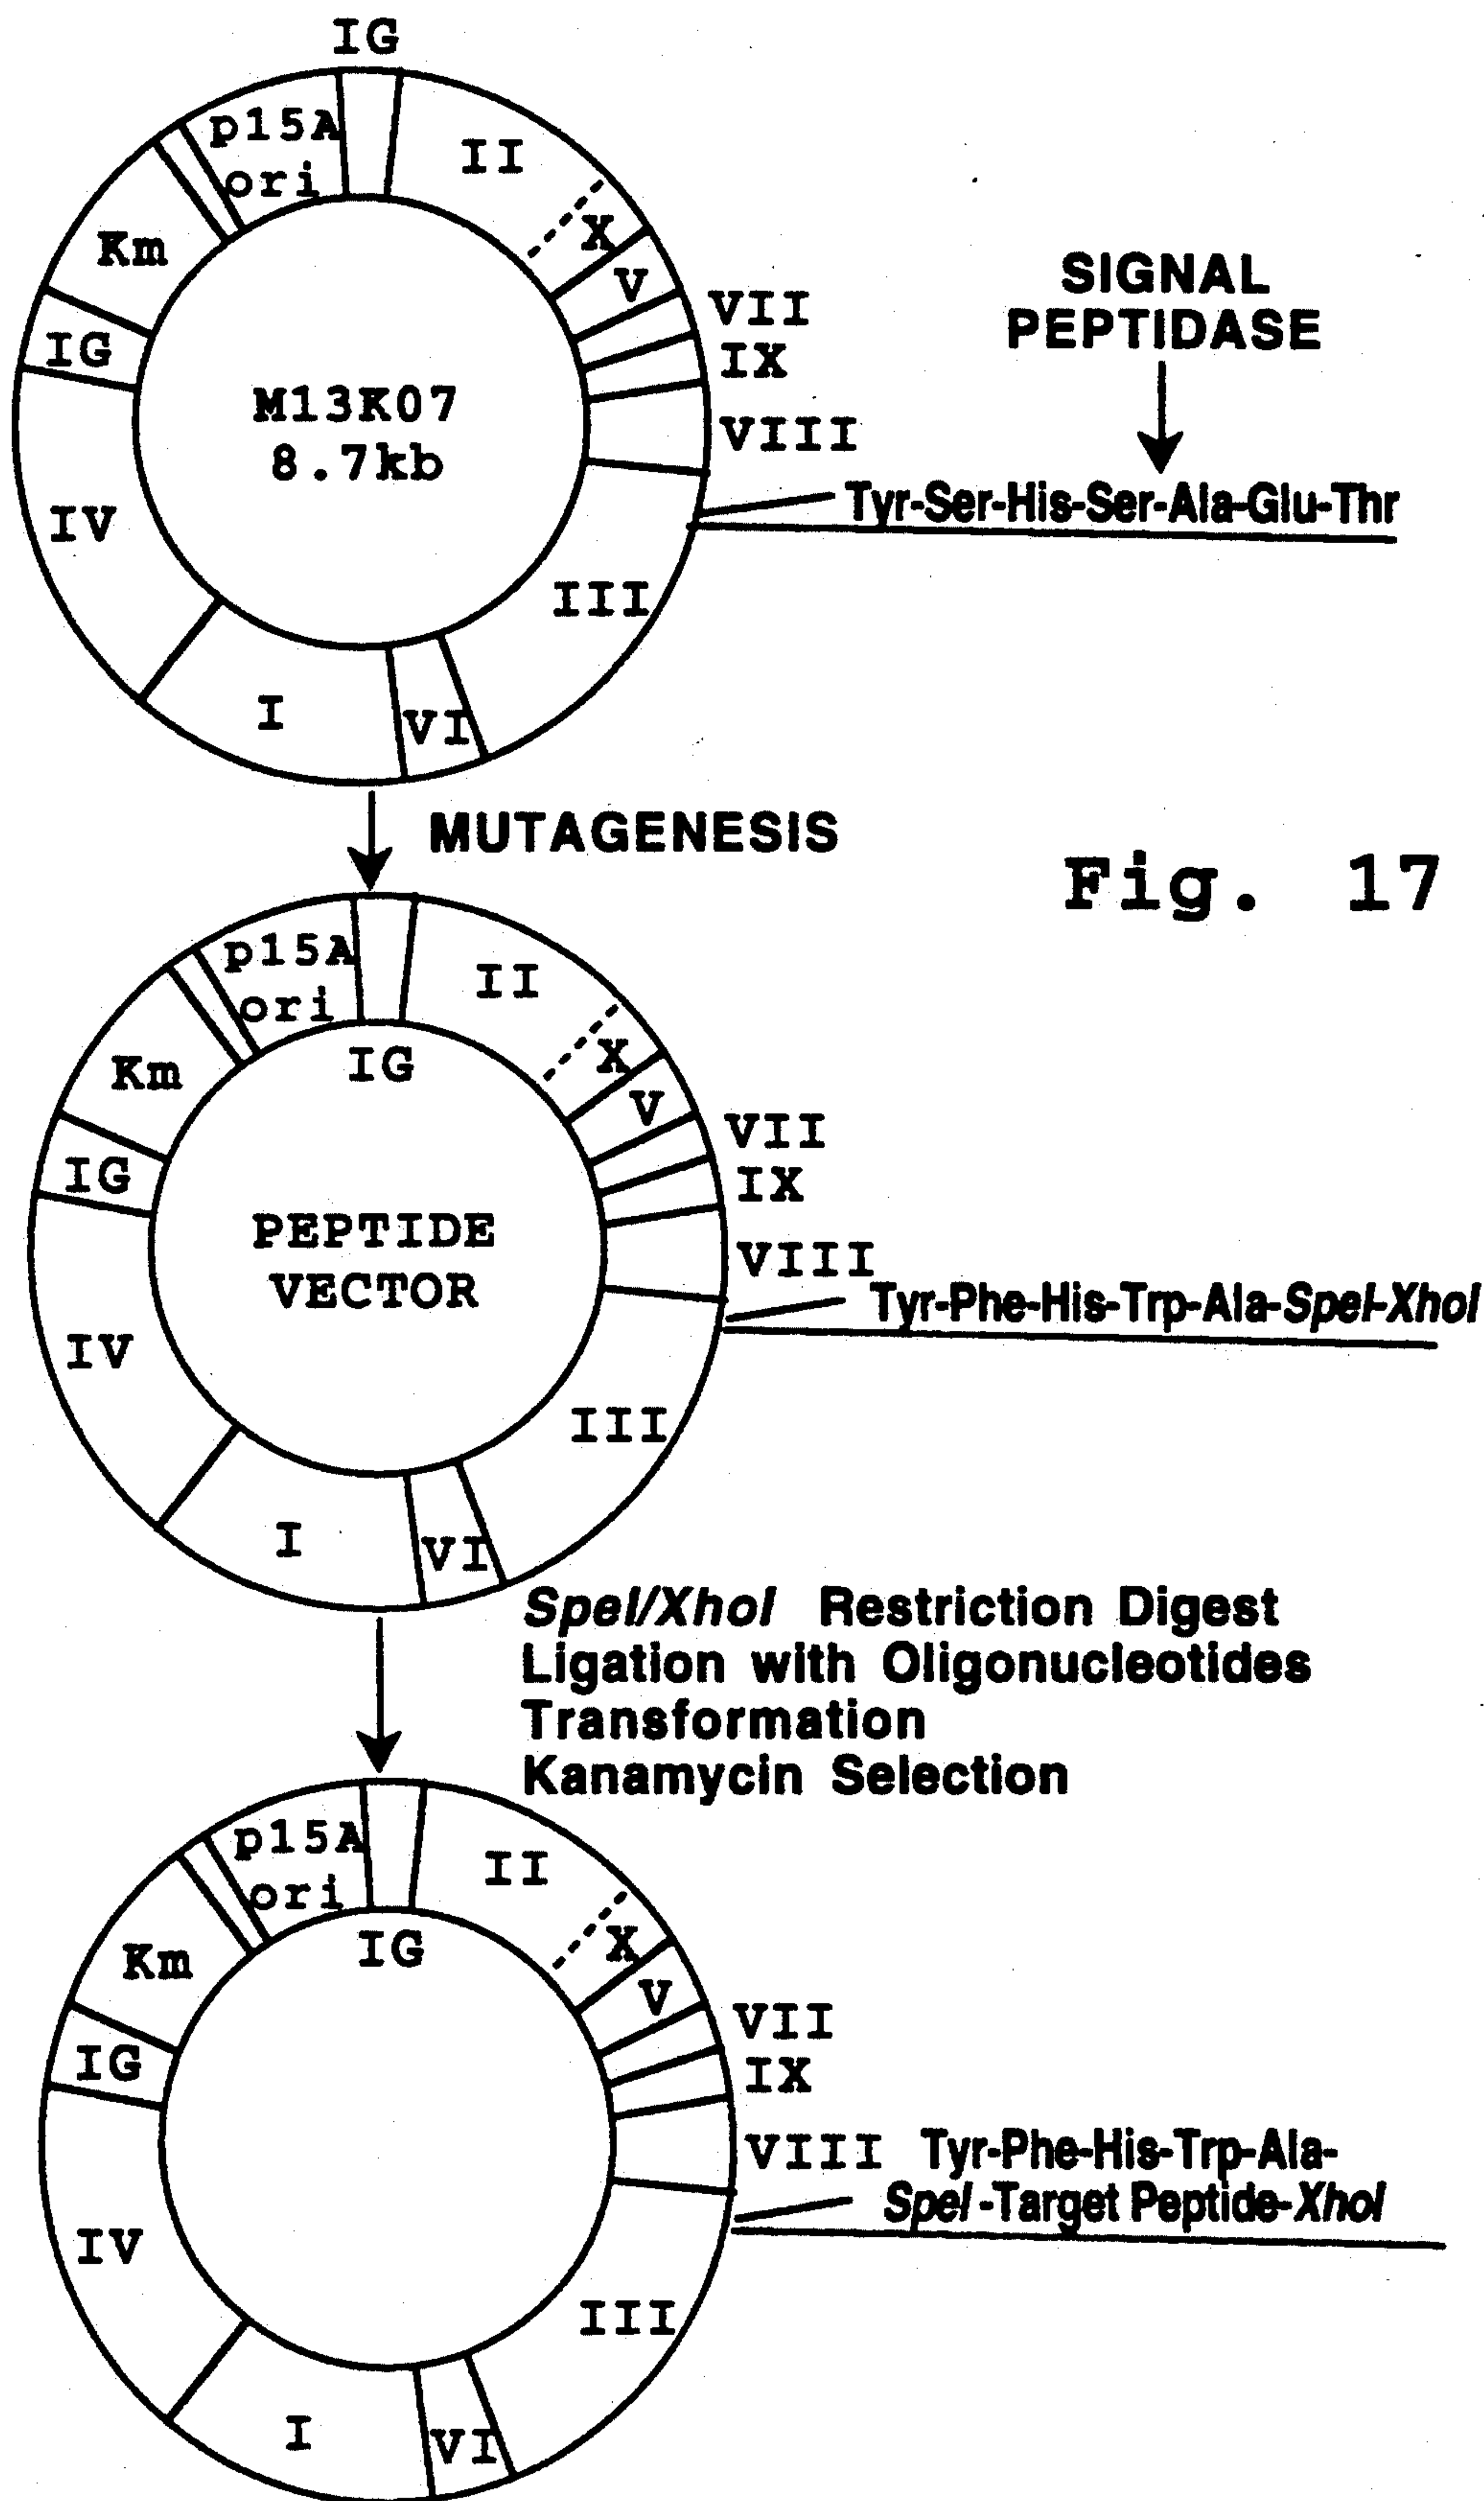 IG
p15A
ori
II
X
Km
V
SIGNAL
PEPTIDASE
VII
IX
IG
M13K07
8.7kb
VIII
Tyr-Ser-His-Ser-Ala-Glu-Thr
IV
III
I
VI
MUTAGENESIS
Fig. 17
p15A
ori
II
IG
X
Km
V
VII
IX
IG
PEPTIDE
VECTOR
VIII
Tyr-Phe-His-Trp-Ala-SpeI-XhoI
IV
III
I
VI
SpeI/XhoI Restriction Digest
Ligation with Oligonucleotides
Transformation
Kanamycin Selection
p15A
ori
II
IG
X
Km
V
VII
IX
IG
VIII
Tyr-Phe-His-Trp-Ala-
SpeI-Target Peptide-XhoI
IV
III
I
VI